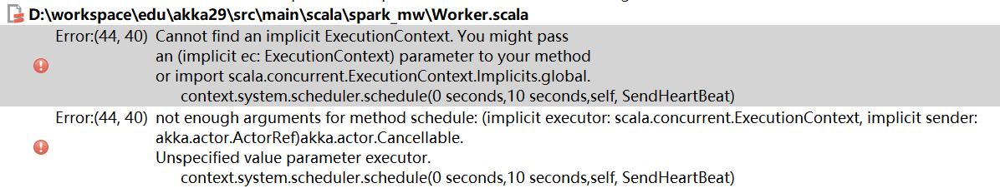 D:\workspace\edu\akka29\src\main\scala\spark_mw\Worker.scala
Error:(44, 40) Cannot find an implicit ExecutionContext. You might pass
an (implicit ec: ExecutionContext) parameter to your method
or import scala.concurrent.ExecutionContext.Implicits.global.
context.system.scheduler.schedule(0 seconds,10 seconds,self, SendHeartBeat)
Error:(44, 40) not enough arguments for method schedule: (implicit executor: scala.concurrent.ExecutionContext, implicit sender:
akka.actor.ActorRef)akka.actor.Cancellable.
Unspecified value parameter executor.
context.system.scheduler.schedule(0 seconds,10 seconds,self, SendHeartBeat)